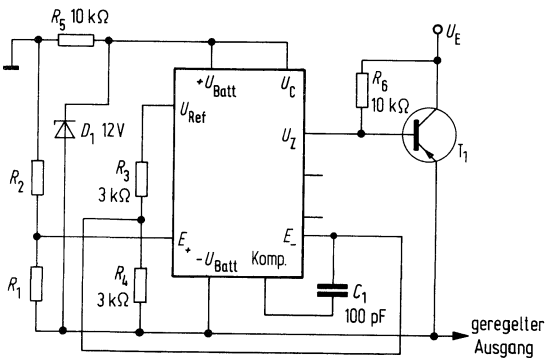 R5 10 kΩ
UE
+UBatt
UC
R6
10 kΩ
URef
D1 12V
UZ
T1
R2
R3
3 kΩ
E+
-UBatt
Komp.
E_
R1
R4
3 kΩ
C1
100 pF
geregelter
Ausgang